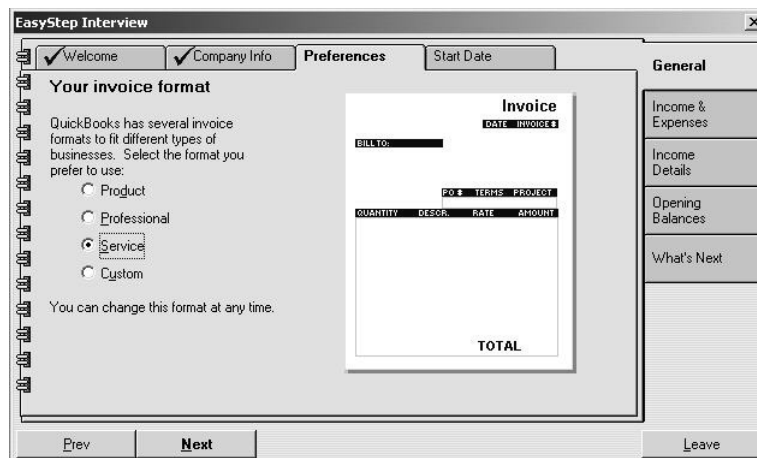 EasyStep Interview
Welcome
Company Info
Preferences
Start Date
Your invoice format
QuickBooks has several invoice
formats to fit different types of
businesses. Select the format you
prefer to use:
Product
Professional
Service
Custom
You can change this format at any time.
Invoice
DATE INVOICE #
BILL TO:
PO # TERMS PROJECT
QUANTITY DESCR. RATE AMOUNT
TOTAL
General
Income &
Expenses
Income
Details
Opening
Balances
What's Next
Prev
Next
Leave